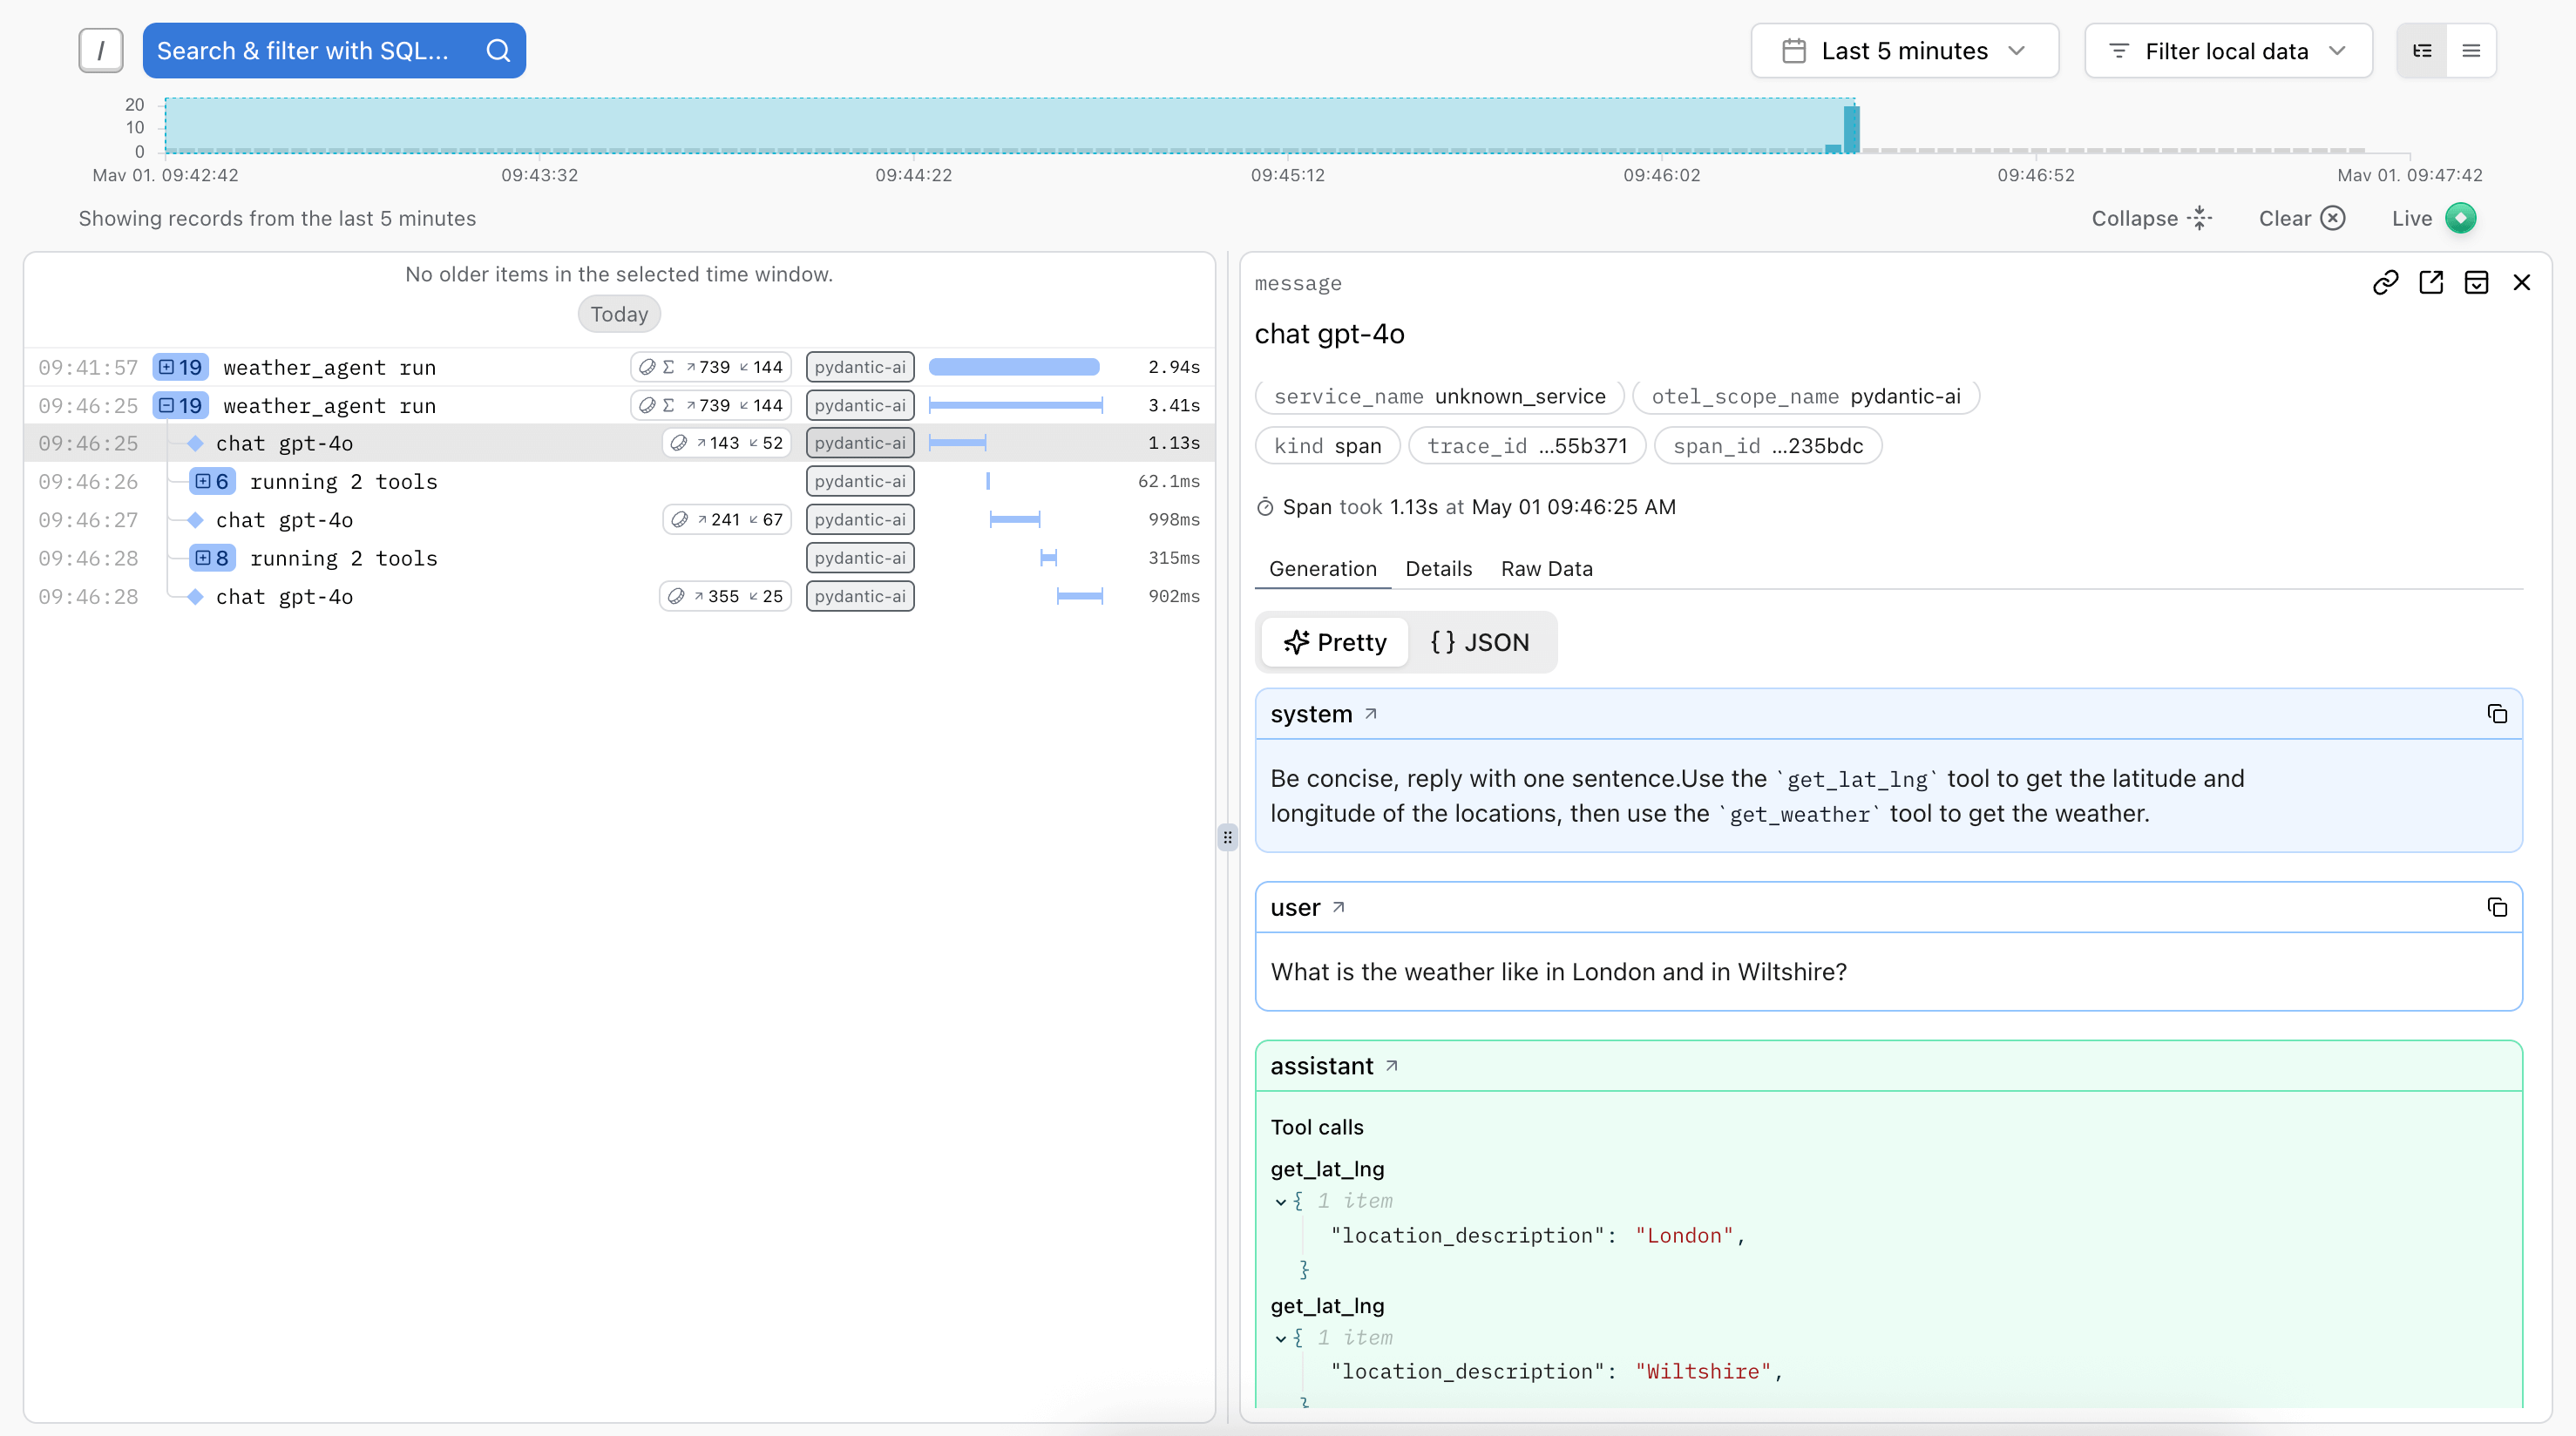 / Search & filter with SQL... Last 5 minutes Filter local data
20
10
0
May 01, 09:42:42 09:43:32 09:44:22 09:45:12 09:46:02 09:46:52 May 01, 09:47:42
Showing records from the last 5 minutes Collapse Clear Live
No older items in the selected time window.
Today
09:41:57 19 weather_agent run Σ 739 144 pydantic-ai 2.94s
09:46:25 19 weather_agent run Σ 739 144 pydantic-ai 3.41s
09:46:25 chat gpt-4o 143 52 pydantic-ai 1.13s
09:46:26 6 running 2 tools pydantic-ai 62.1ms
09:46:27 chat gpt-4o 241 67 pydantic-ai 998ms
09:46:28 8 running 2 tools pydantic-ai 315ms
09:46:28 chat gpt-4o 355 25 pydantic-ai 902ms
message
chat gpt-4o
service_name unknown_service otel_scope_name pydantic-ai
kind span trace_id ...55b371 span_id ...235bdc
Span took 1.13s at May 01 09:46:25 AM
Generation Details Raw Data
Pretty {} JSON
system
Be concise, reply with one sentence.Use the `get_lat_lng` tool to get the latitude and
longitude of the locations, then use the `get_weather` tool to get the weather.
user
What is the weather like in London and in Wiltshire?
assistant
Tool calls
get_lat_lng
{ 1 item
"location_description": "London",
}
get_lat_lng
{ 1 item
"location_description": "Wiltshire",
}